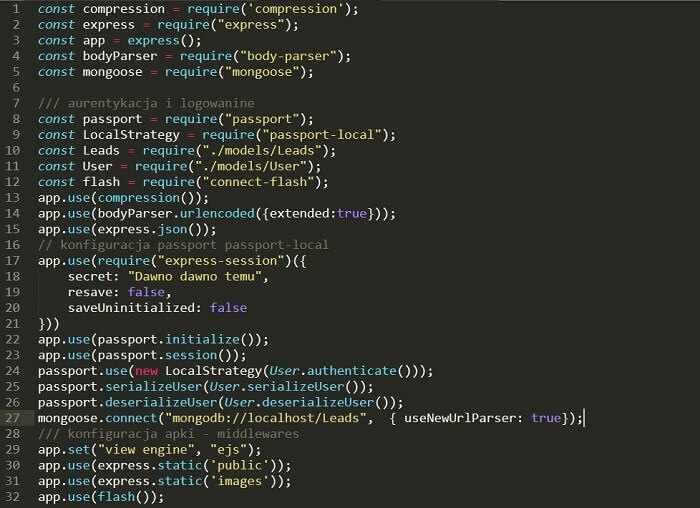 1 const compression = require('compression');
2 const express = require("express");
3 const app = express();
4 const bodyParser = require("body-parser");
5 const mongoose = require("mongoose");
6
7 /// aurentykacja i logowanine
8 const passport = require("passport");
9 const LocalStrategy = require("passport-local");
10 const Leads = require("./models/Leads");
11 const User = require("./models/User");
12 const flash = require("connect-flash");
13 app.use(compression());
14 app.use(bodyParser.urlencoded({extended:true}));
15 app.use(express.json());
16 // konfiguracja passport passport-local
17 app.use(require("express-session")({
18     secret: "Dawno dawno temu",
19     resave: false,
20     saveUninitialized: false
21 }))
22 app.use(passport.initialize());
23 app.use(passport.session());
24 passport.use(new LocalStrategy(User.authenticate()));
25 passport.serializeUser(User.serializeUser());
26 passport.deserializeUser(User.deserializeUser());
27 mongoose.connect("mongodb://localhost/Leads",  { useNewUrlParser: true});
28 /// konfiguracja apki - middlewares
29 app.set("view engine", "ejs");
30 app.use(express.static('public'));
31 app.use(express.static('images'));
32 app.use(flash());